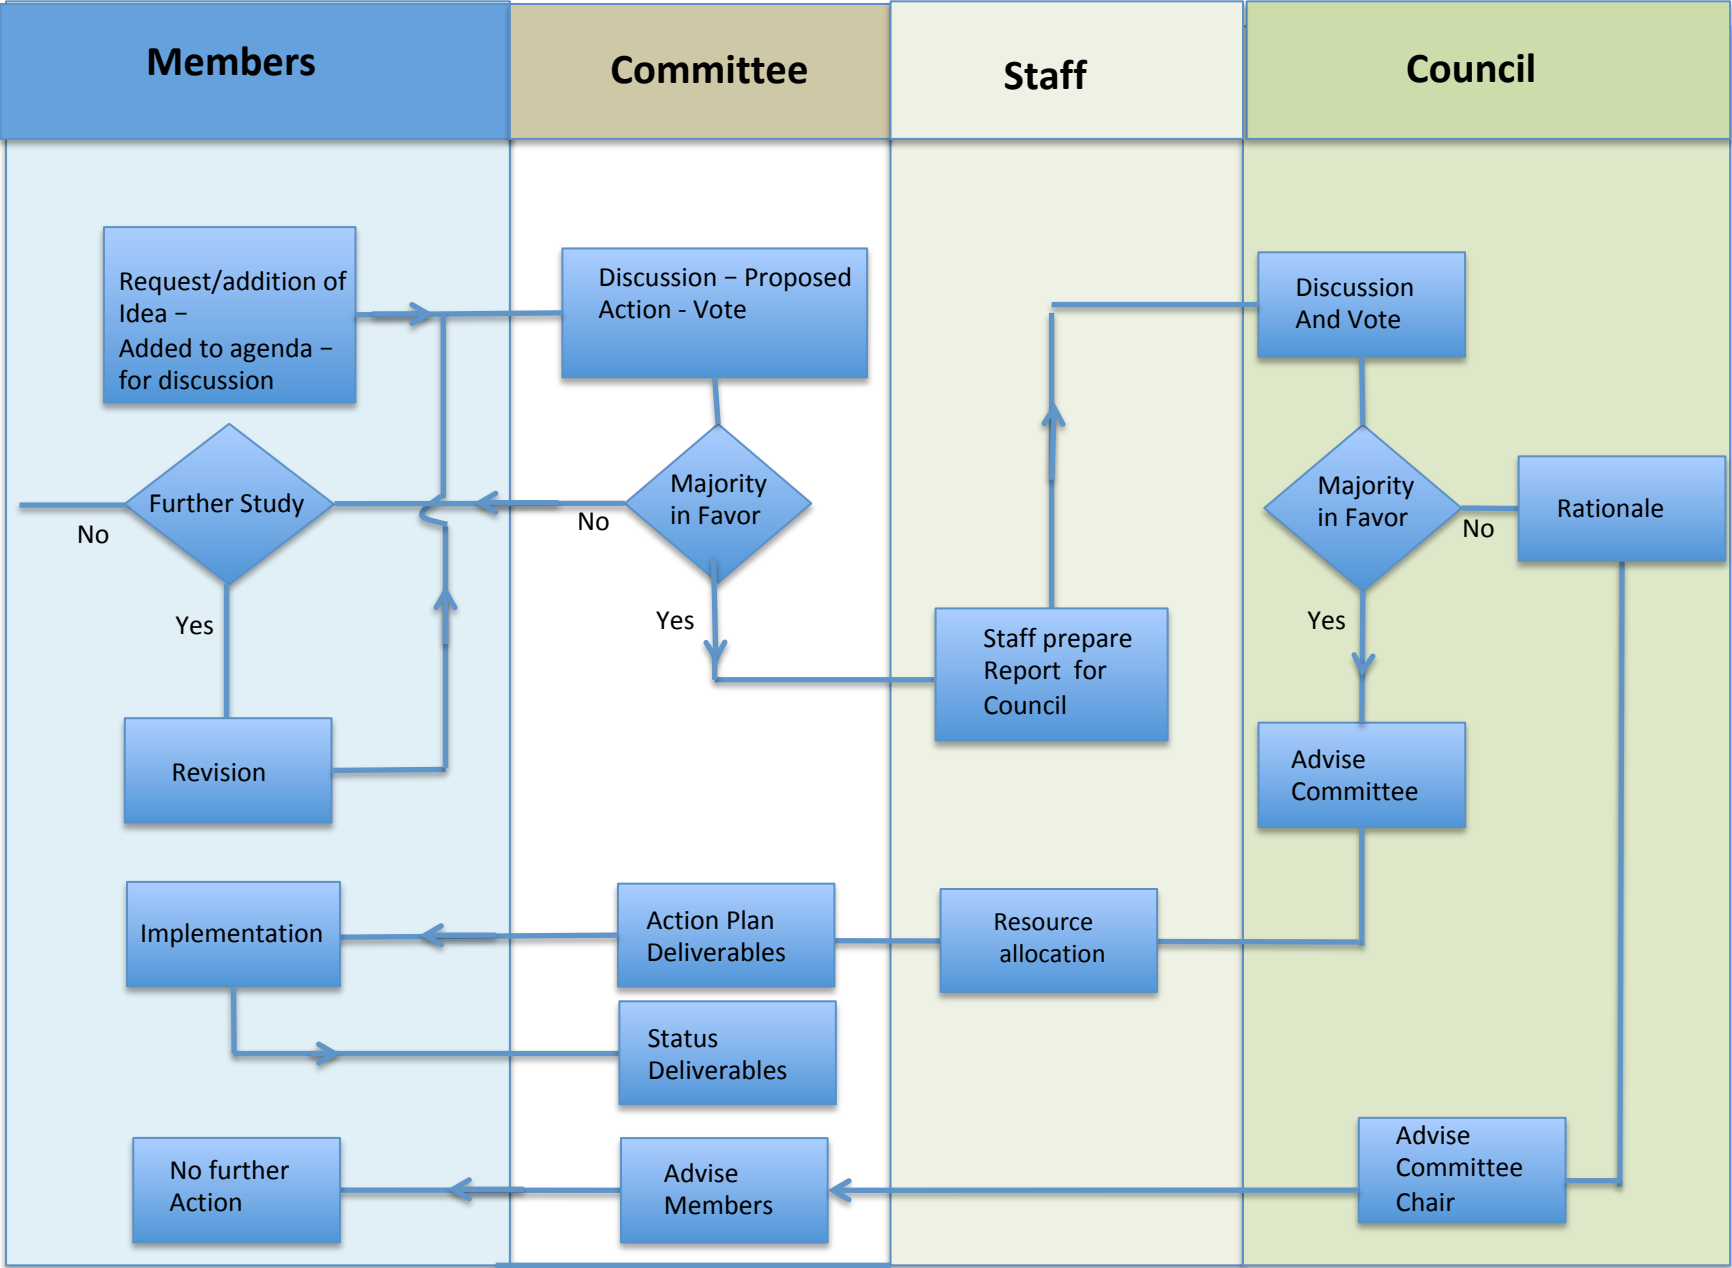 Members
Committee
Staff
Council
Request/addition of
Idea –
Added to agenda –
for discussion
Discussion – Proposed
Action - Vote
Discussion
And Vote
Further Study
No
Yes
Majority
in Favor
No
Yes
Majority
in Favor
No
Yes
Rationale
Staff prepare
Report for
Council
Revision
Advise
Committee
Implementation
Action Plan
Deliverables
Resource
allocation
Status
Deliverables
No further
Action
Advise
Members
Advise
Committee
Chair